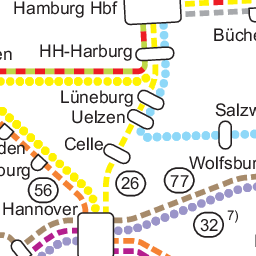 Hamburg Hbf
Büche
HH-Harburg
en
Lüneburg
Uelzen
Salzw
Celle
den
burg
Wolfsbur
56
26
77
Hannover
32 7)